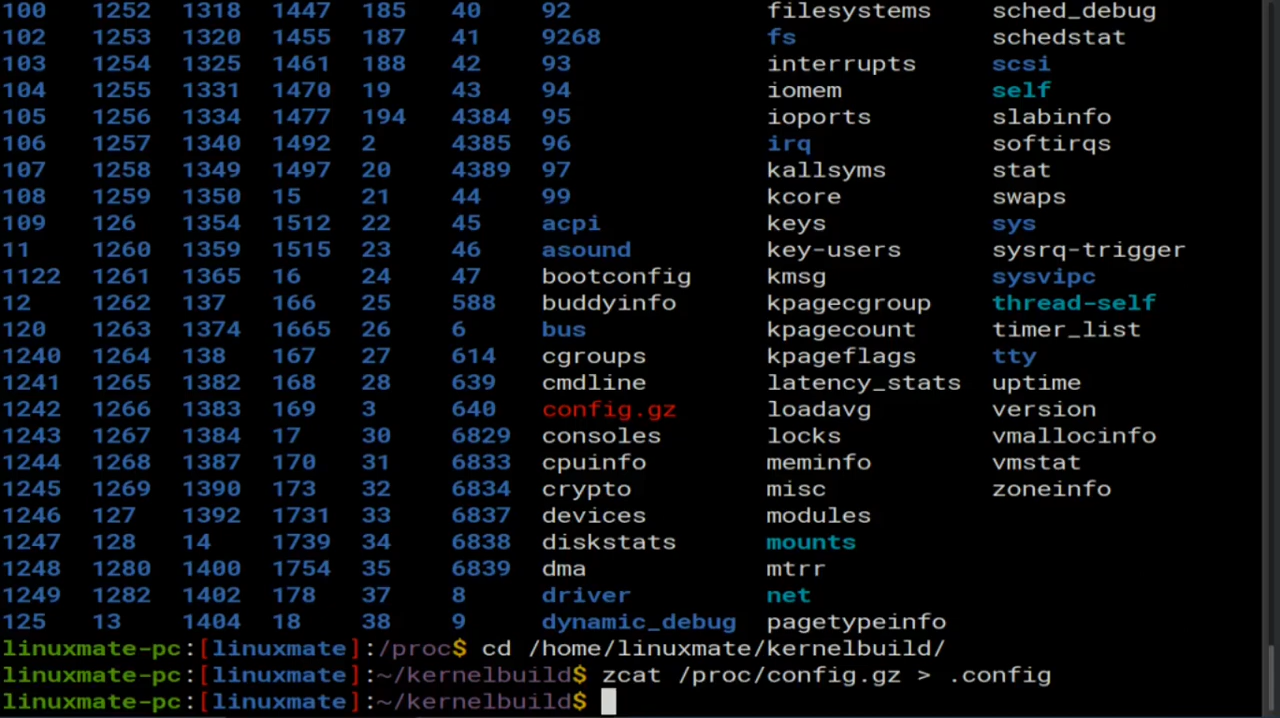 100 1252 1318 1447 185 40 92 filesystems sched_debug
102 1253 1320 1455 187 41 9268 fs schedstat
103 1254 1325 1461 188 42 93 interrupts scsi
104 1255 1331 1470 19 43 94 iomem self
105 1256 1334 1477 194 4384 95 ioports slabinfo
106 1257 1340 1492 2 4385 96 irq softirqs
107 1258 1349 1497 20 4389 97 kallsyms stat
108 1259 1350 15 21 44 99 kcore swaps
109 126 1354 1512 22 45 acpi keys sys
11 1260 1359 1515 23 46 asound key-users sysrq-trigger
1122 1261 1365 16 24 47 bootconfig kmsg sysvipc
12 1262 137 166 25 588 buddyinfo kpagecgroup thread-self
120 1263 1374 1665 26 6 bus kpagecount timer_list
1240 1264 138 167 27 614 cgroups kpageflags tty
1241 1265 1382 168 28 639 cmdline latency_stats uptime
1242 1266 1383 169 3 640 config.gz loadavg version
1243 1267 1384 17 30 6829 consoles locks vmallocinfo
1244 1268 1387 170 31 6833 cpuinfo meminfo vmstat
1245 1269 1390 173 32 6834 crypto misc zoneinfo
1246 127 1392 1731 33 6837 devices modules
1247 128 14 1739 34 6838 diskstats mounts
1248 1280 1400 1754 35 6839 dma mtrr
1249 1282 1402 178 37 8 driver net
125 13 1404 18 38 9 dynamic_debug pagetypeinfo
linuxmate-pc:[linuxmate]:/proc$ cd /home/linuxmate/kernelbuild/
linuxmate-pc:[linuxmate]:~/kernelbuild$ zcat /proc/config.gz > .config
linuxmate-pc:[linuxmate]:~/kernelbuild$